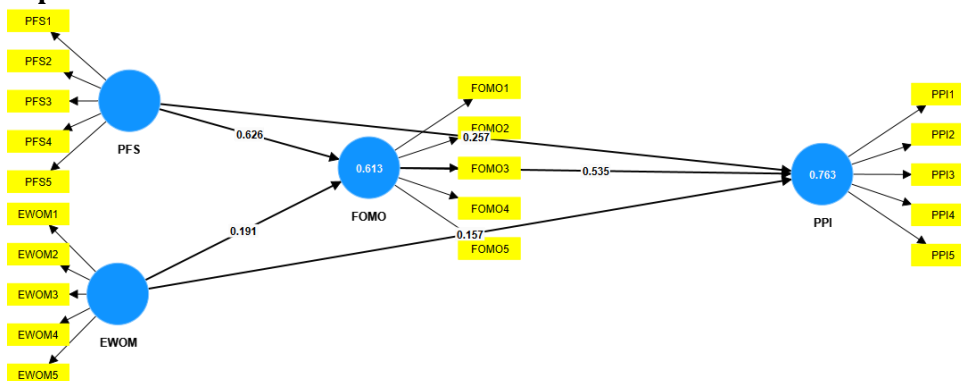 PFS1
PFS2
PFS3
PFS4
PFS5
PFS
EWOM1
EWOM2
EWOM3
EWOM4
EWOM5
EWOM
0.626
0.191
0.613
FOMO
FOMO1
FOMO2
FOMO3
FOMO4
FOMO5
0.257
0.535
0.157
0.763
PPI
PPI1
PPI2
PPI3
PPI4
PPI5